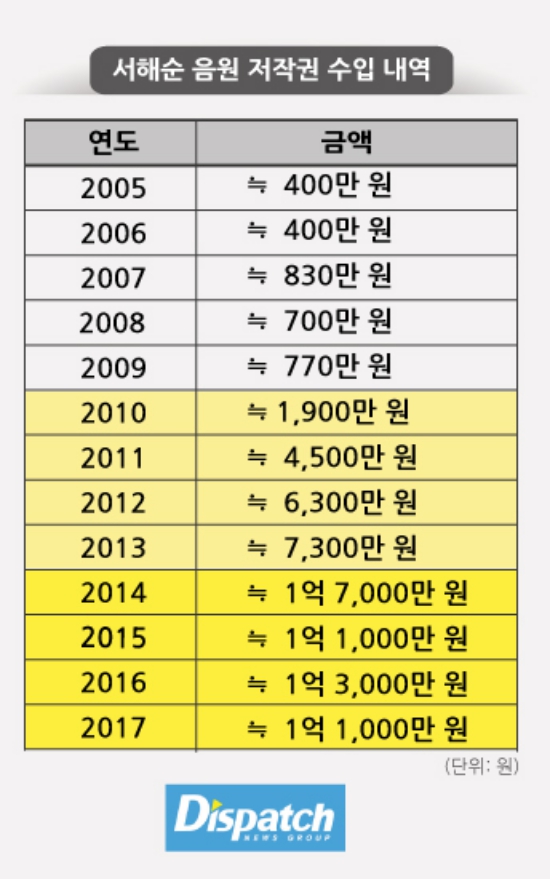 서해순 음원 저작권 수입 내역
연도 금액
2005 ≒ 400만 원
2006 ≒ 400만 원
2007 ≒ 830만 원
2008 ≒ 700만 원
2009 ≒ 770만 원
2010 ≒ 1,900만 원
2011 ≒ 4,500만 원
2012 ≒ 6,300만 원
2013 ≒ 7,300만 원
2014 ≒ 1억 7,000만 원
2015 ≒ 1억 1,000만 원
2016 ≒ 1억 3,000만 원
2017 ≒ 1억 1,000만 원
(단위: 원)
Dispatch
NEWS GROUP